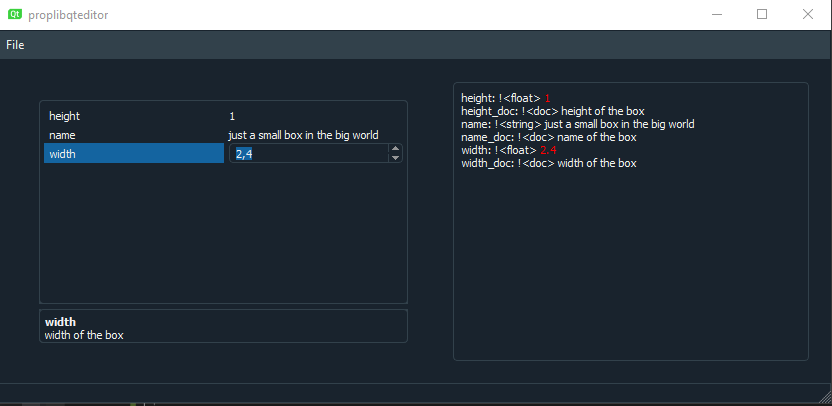 Qt proplibqteditor
File
height 1
name just a small box in the big world
width 2,4
width
width of the box
height: !<float> 1
height_doc: !<doc> height of the box
name: !<string> just a small box in the big world
name_doc: !<doc> name of the box
width: !<float> 2.4
width_doc: !<doc> width of the box